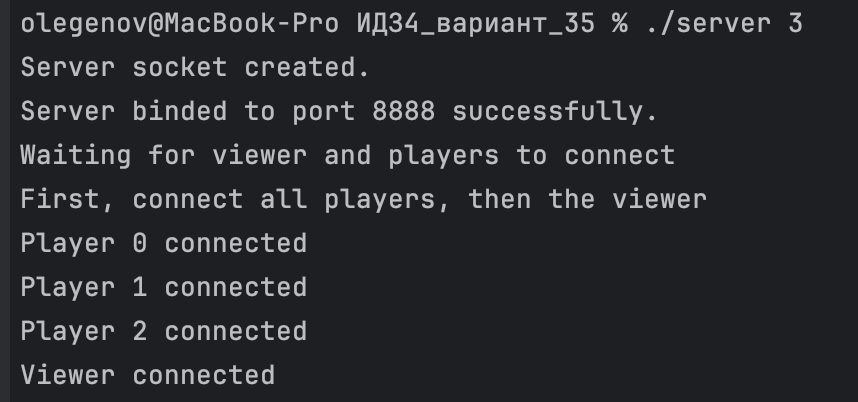 olegenov@MacBook-Pro ИДЗ4_вариант_35 % ./server 3
Server socket created.
Server binded to port 8888 successfully.
Waiting for viewer and players to connect
First, connect all players, then the viewer
Player 0 connected
Player 1 connected
Player 2 connected
Viewer connected